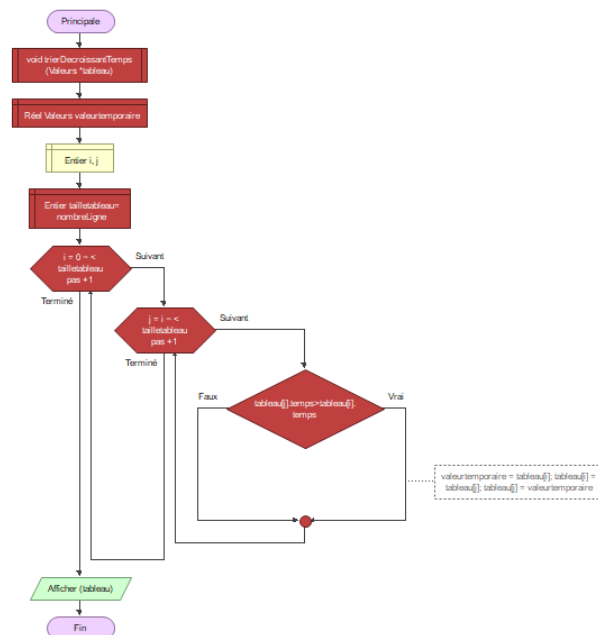 Principale
void trierDecroissantTemps
(Valeurs *tableau)
Réel Valeurs valeurtemporaire
Entier i, j
Entier tailletableau=
nombreLigne
i = 0 ~ <
tailletableau
pas +1
Suivant
Terminé
j = i ~ <
tailletableau
pas +1
Suivant
Terminé
Faux
tableau[j].temps>tableau[i].
temps
Vrai
valeurtemporaire = tableau[i]; tableau[i] =
tableau[j]; tableau[j] = valeurtemporaire
Afficher (tableau)
Fin